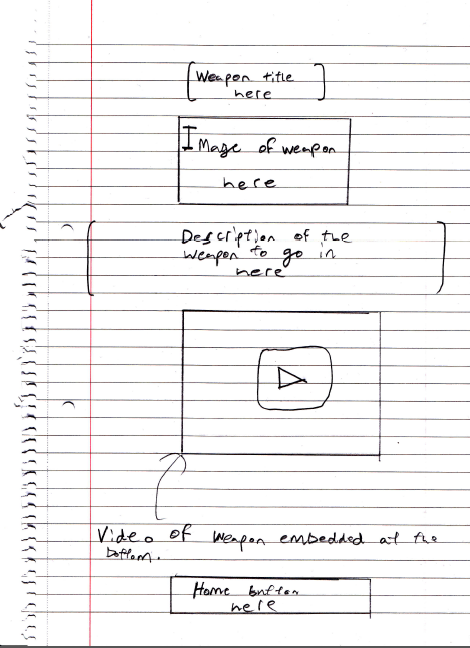 Weapon title
here
Image of weapon
here
Description of the
weapon to go in
here
Video of weapon embedded at the
bottom.
Home button
here